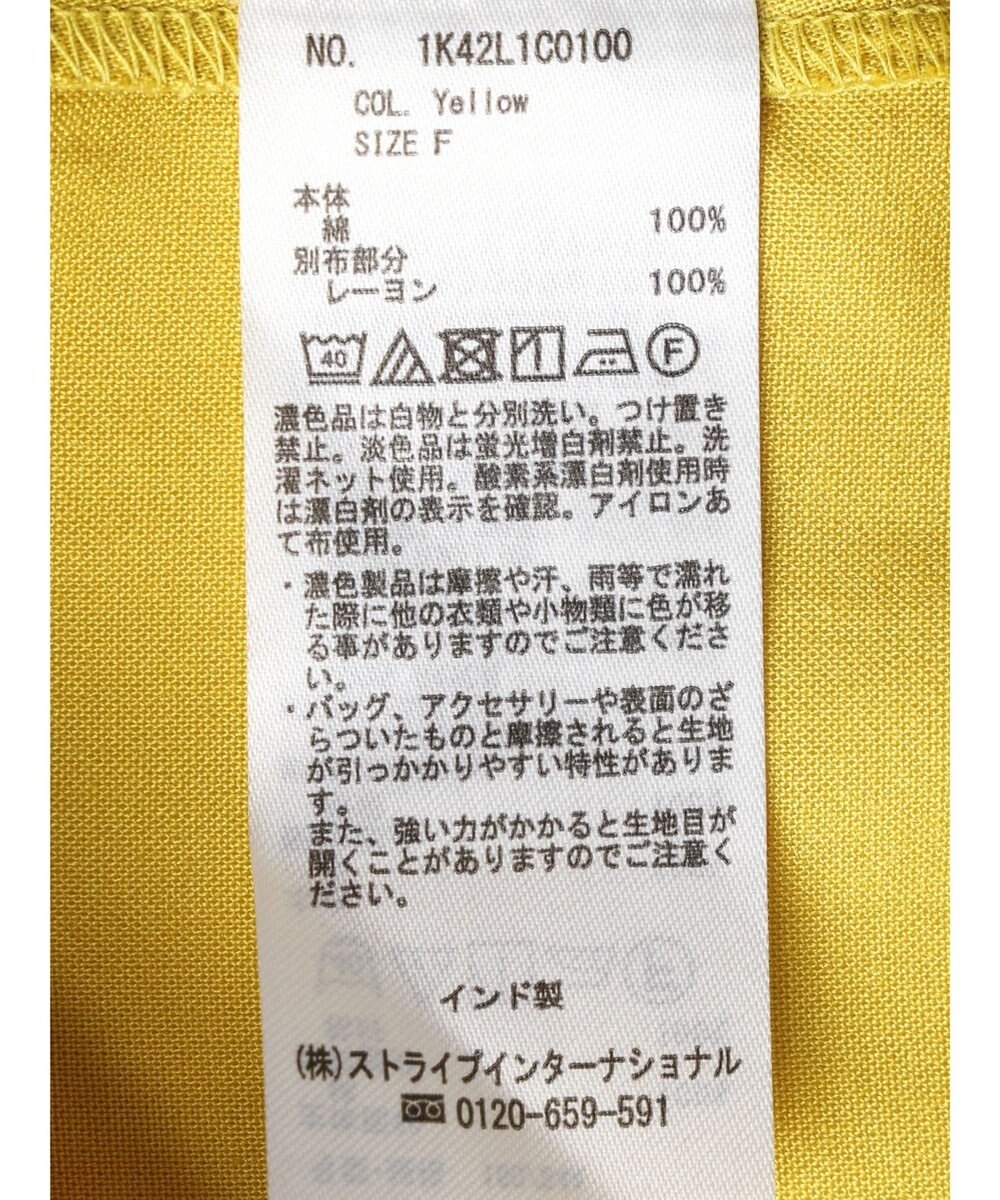 NO. 1K42L1C0100
COL. Yellow
SIZE F
本体
綿 100%
別布部分
レーヨン 100%
40
F
濃色品は白物と分別洗い。つけ置き
禁止。淡色品は蛍光増白剤禁止。洗
濯ネット使用。酸素系漂白剤使用時
は漂白剤の表示を確認。アイロンあ
て布使用。
・濃色製品は摩擦や汗、雨等で濡れ
た際に他の衣類や小物類に色が移
る事がありますのでご注意くださ
い。
・バッグ、アクセサリーや表面のざ
らついたものと摩擦されると生地
が引っかかりやすい特性がありま
す。
また、強い力がかかると生地目が
開くことがありますのでご注意く
ださい。
インド製
(株)ストライプインターナショナル
0120-659-591